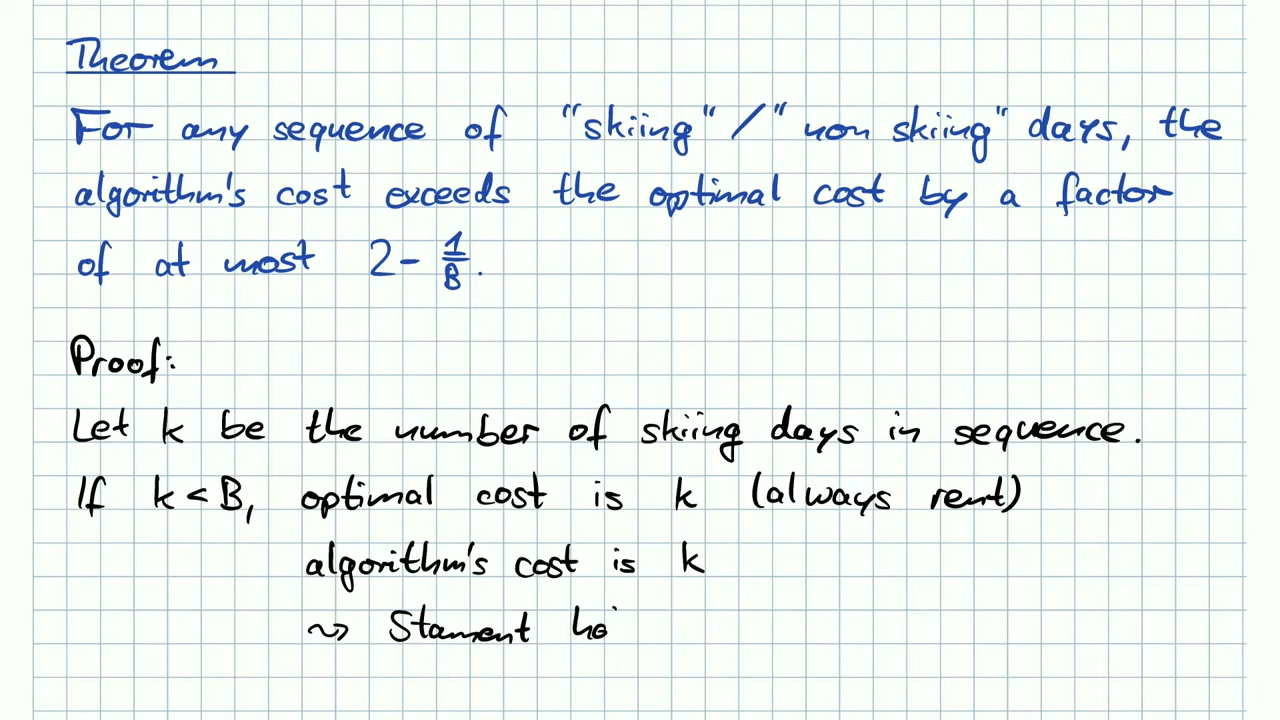 Theorem
For any sequence of "skiing" / "non skiing" days, the
algorithm's cost exceeds the optimal cost by a factor
of at most 2 - 1/B.
Proof:
Let k be the number of skiing days in sequence.
If k < B, optimal cost is k (always rent)
algorithm's cost is k
⇝ Stament ho